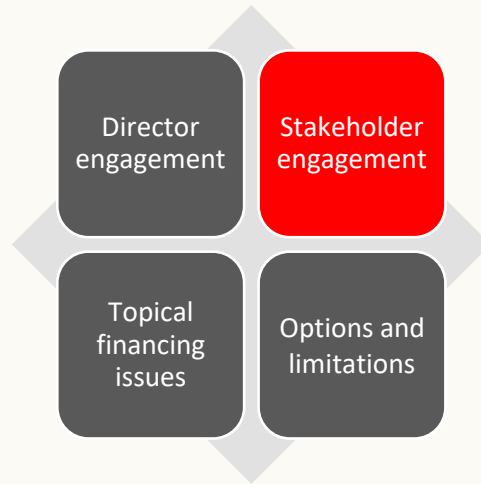 Director
engagement
Stakeholder
engagement
Topical
financing
issues
Options and
limitations